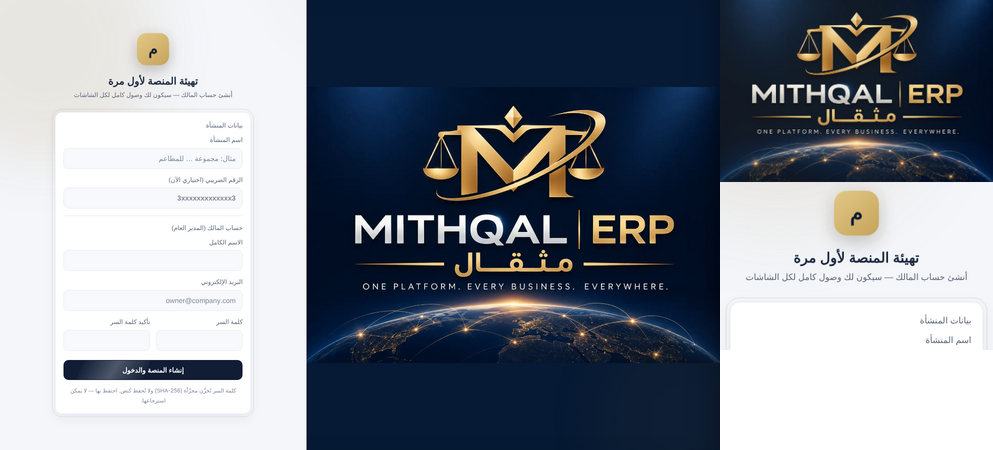 م
تهيئة المنصة لأول مرة
أنشئ حساب المالك — سيكون لك وصول كامل لكل الشاشات
بيانات المنشأة
اسم المنشأة
مثال: مجموعة ... للمطاعم
الرقم الضريبي (اختياري الآن)
3xxxxxxxxxxxxx3
حساب المالك (المدير العام)
الاسم الكامل
البريد الإلكتروني
owner@company.com
كلمة السر
تأكيد كلمة السر
إنشاء المنصة والدخول
كلمة السر تُخزَّن مجزّأة (SHA-256) ولا تُحفظ كنص. احتفظ بها — لا يمكن
استرجاعها.
MITHQAL | ERP
مثقال
ONE PLATFORM. EVERY BUSINESS. EVERYWHERE.
MITHQAL | ERP
مثقال
ONE PLATFORM. EVERY BUSINESS. EVERYWHERE.
م
تهيئة المنصة لأول مرة
أنشئ حساب المالك — سيكون لك وصول كامل لكل الشاشات
بيانات المنشأة
اسم المنشأة